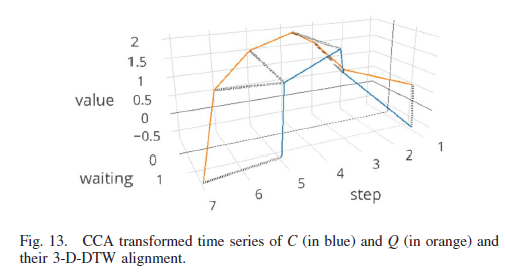 2
1.5
1
value 0.5
0
-0.5
0
waiting 1
7
6
5
4
3
2
1
step
Fig. 13. CCA transformed time series of C (in blue) and Q (in orange) and
their 3-D-DTW alignment.